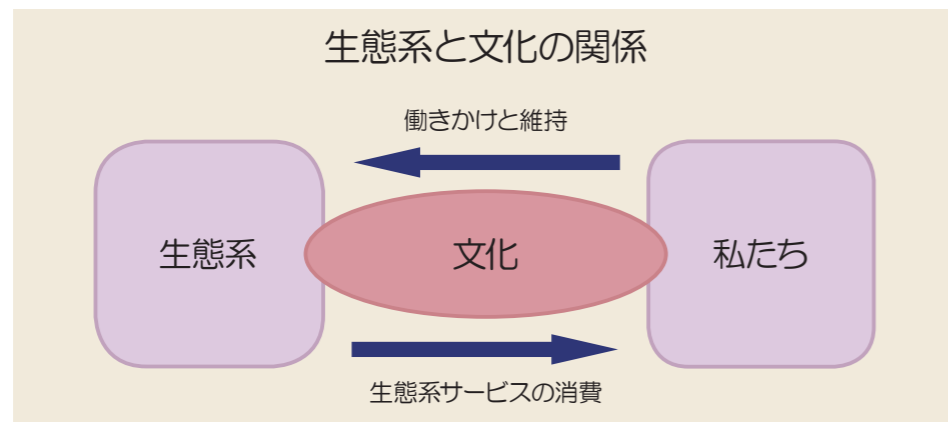 生態系と文化の関係
働きかけと維持
生態系
文化
私たち
生態系サービスの消費